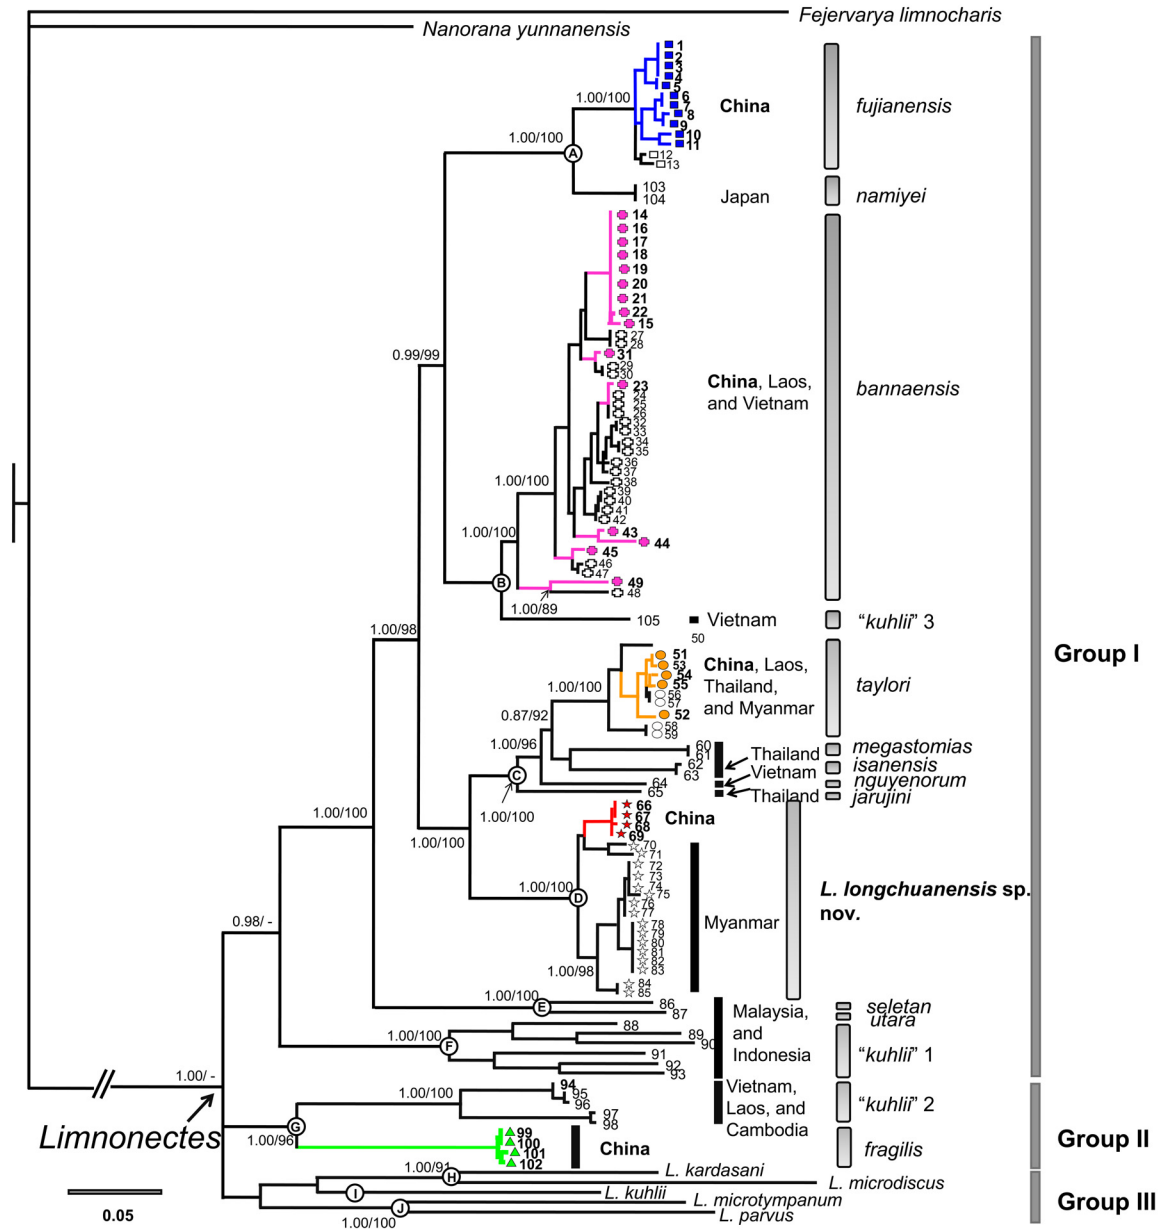 Fejervarya limnocharis
Nanorana yunnanensis
1
2
3
4
5
6
7
8
9
10
11
12
13
1.00/100
China
fujianensis
1.00/100
A
103
104
Japan
namiyei
14
16
17
18
19
20
21
22
15
27
28
31
29
30
0.99/99
23
24
25
26
32
33
34
35
36
37
38
39
40
41
42
43
44
45
46
47
49
48
China, Laos,
and Vietnam
bannaensis
1.00/100
1.00/100
B
1.00/89
105
Vietnam
“kuhlii” 3
1.00/98
50
51
53
54
55
56
57
52
58
59
China, Laos,
Thailand,
and Myanmar
taylori
Group I
1.00/100
0.87/92
1.00/96
C
1.00/100
60
61
62
63
64
65
Thailand
Vietnam
Thailand
megastomias
isanensis
nguyenorum
jarujini
1.00/100
1.00/100
66
67
68
69
China
70
71
72
73
74
75
76
77
78
79
80
81
82
83
84
85
1.00/100
D
1.00/98
Myanmar
L. longchuanensis sp.
nov.
0.98/ -
1.00/100
E
86
87
1.00/100
F
88
89
90
91
92
93
Malaysia,
and
Indonesia
seletan
utara
“kuhlii” 1
1.00/ -
Limnonectes
1.00/100
94
95
96
97
98
Vietnam,
Laos, and
Cambodia
“kuhlii” 2
G
1.00/96
99
100
101
102
China
fragilis
Group II
1.00/91
H
L. kardasani
L. microdiscus
I
L. kuhlii
J
L. microtympanum
L. parvus
1.00/100
Group III
0.05